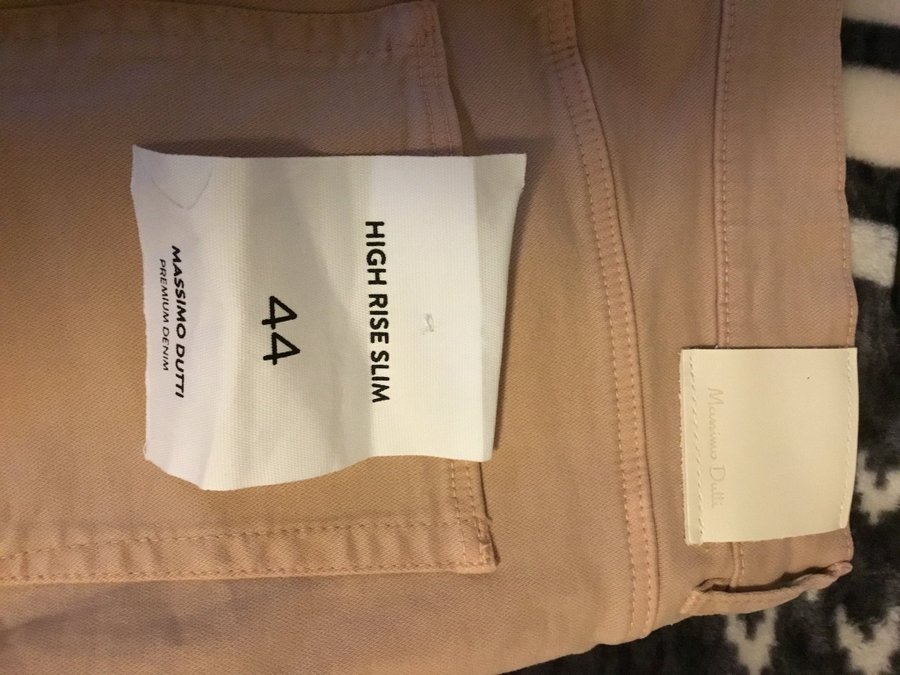 HIGH RISE SLIM
44
MASSIMO DUTTI
PREMIUM DENIM
Massimo Dutti